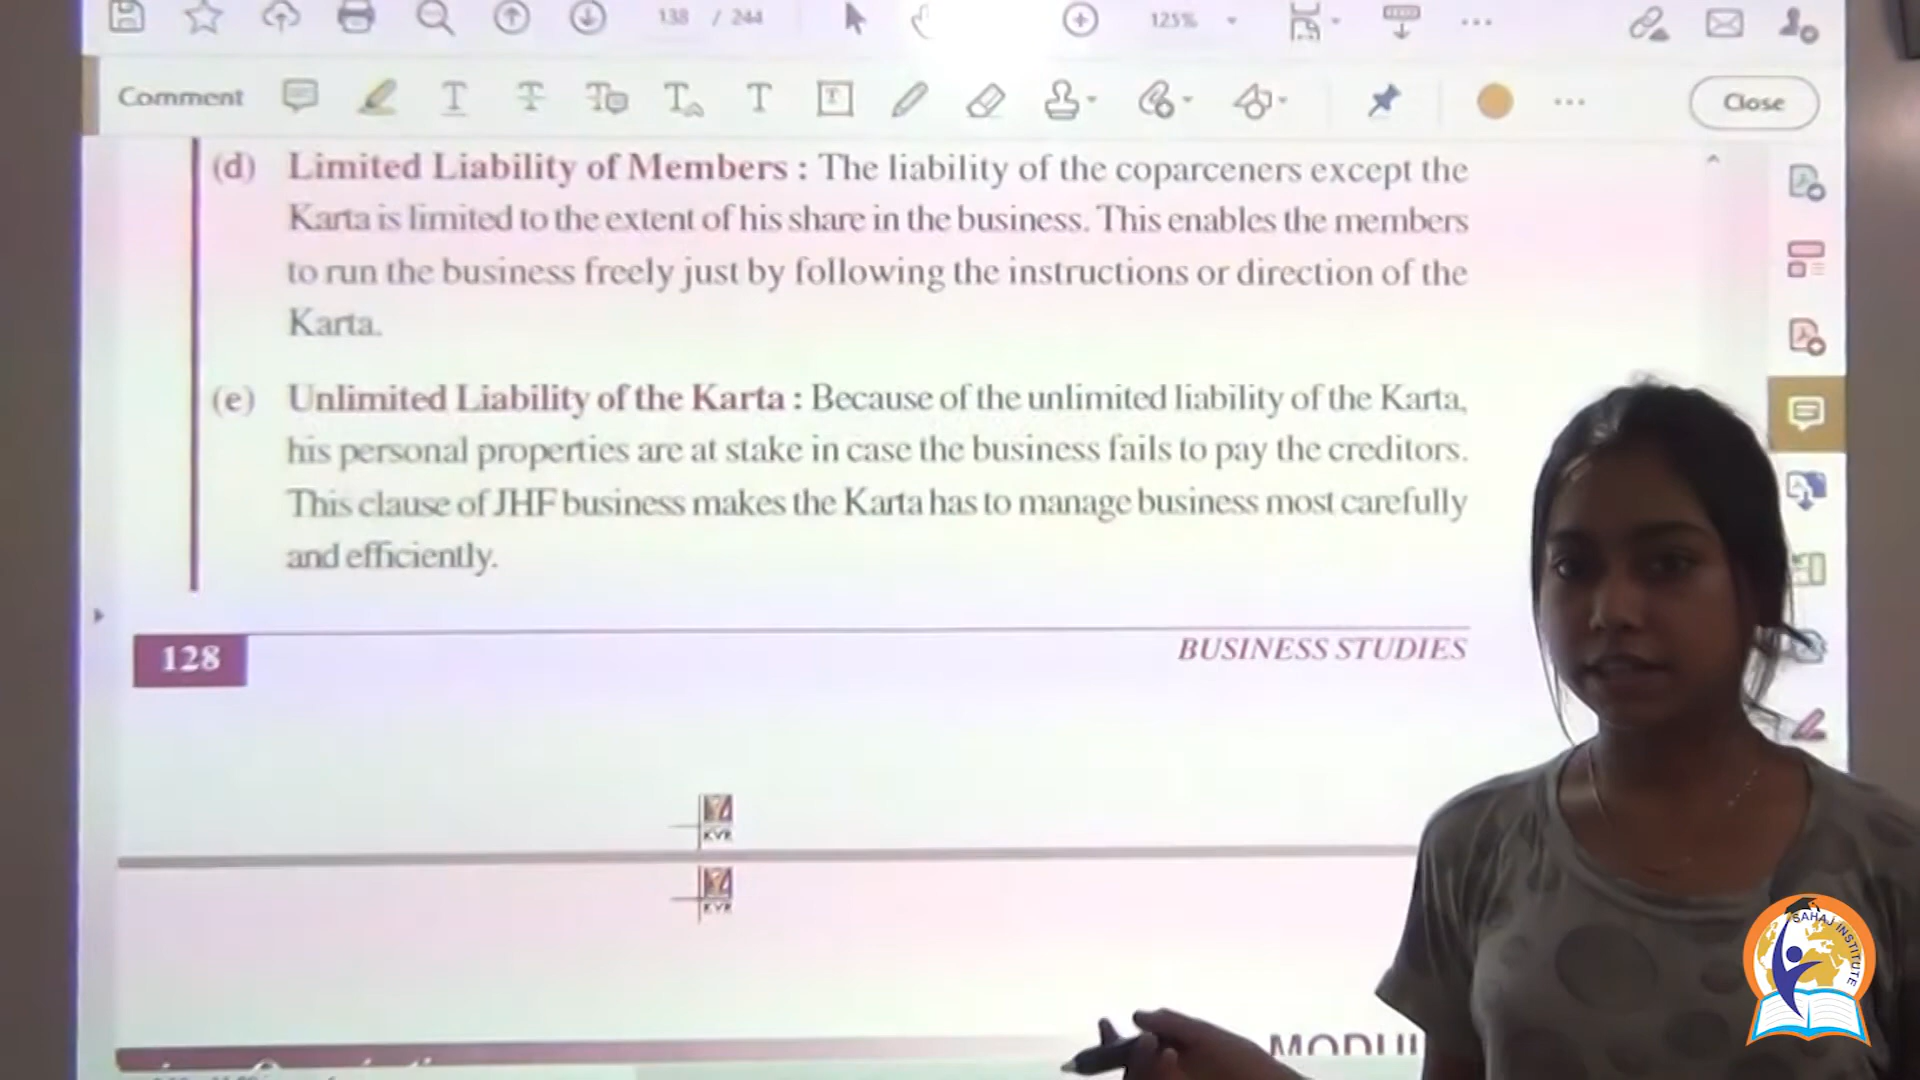 138 / 244
125%
Comment
Close
(d) Limited Liability of Members : The liability of the coparceners except the
Karta is limited to the extent of his share in the business. This enables the members
to run the business freely just by following the instructions or direction of the
Karta.
(e) Unlimited Liability of the Karta : Because of the unlimited liability of the Karta,
his personal properties are at stake in case the business fails to pay the creditors.
This clause of JHF business makes the Karta has to manage business most carefully
and efficiently.
128
BUSINESS STUDIES
KVR
KVR
SAHAJ INSTITUTE